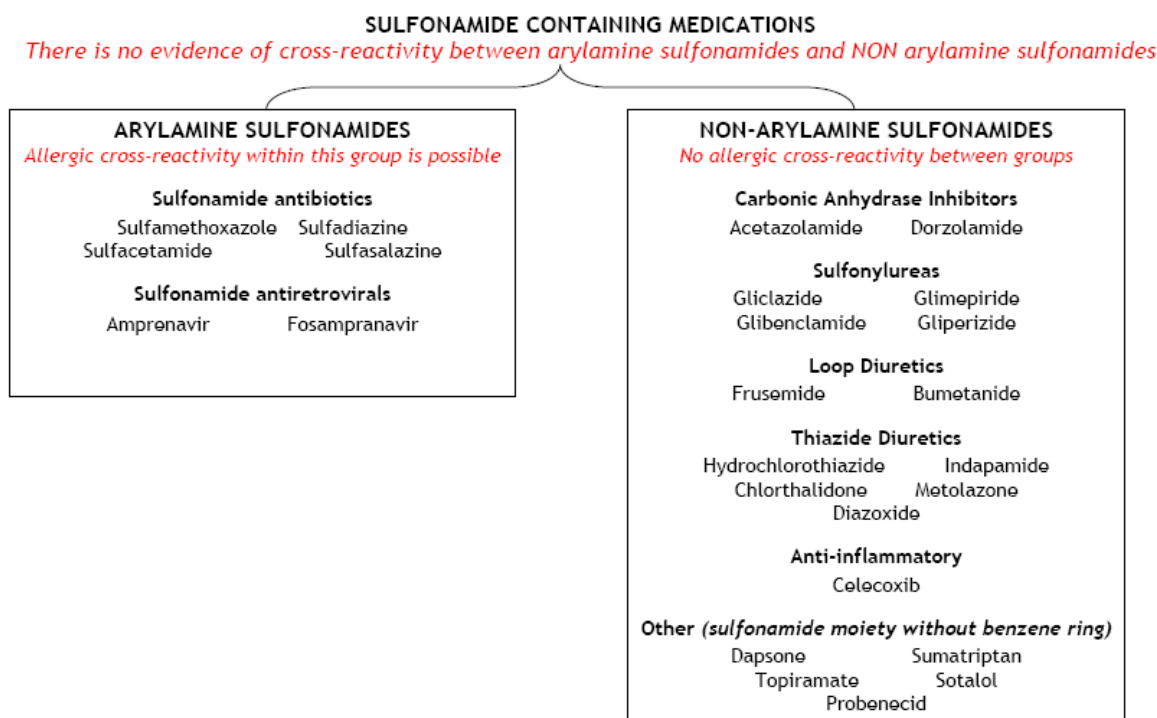 SULFONAMIDE CONTAINING MEDICATIONS
There is no evidence of cross-reactivity between arylamine sulfonamides and NON arylamine sulfonamides
ARYLAMINE SULFONAMIDES
Allergic cross-reactivity within this group is possible
Sulfonamide antibiotics
Sulfamethoxazole Sulfadiazine
Sulfacetamide Sulfasalazine
Sulfonamide antiretrovirals
Amprenavir Fosampranavir
NON-ARYLAMINE SULFONAMIDES
No allergic cross-reactivity between groups
Carbonic Anhydrase Inhibitors
Acetazolamide Dorzolamide
Sulfonylureas
Gliclazide Glimepiride
Glibenclamide Gliperizide
Loop Diuretics
Frusemide Bumetanide
Thiazide Diuretics
Hydrochlorothiazide Indapamide
Chlorthalidone Metolazone
Diazoxide
Anti-inflammatory
Celecoxib
Other (sulfonamide moiety without benzene ring)
Dapsone Sumatriptan
Topiramate Sotalol
Probenecid